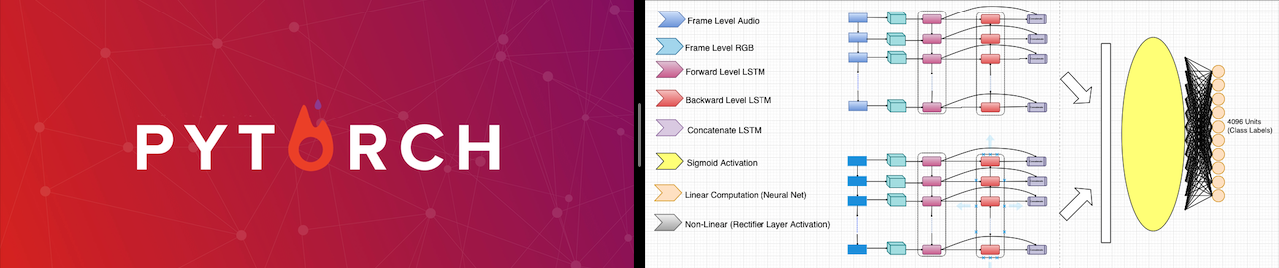 PYTORCH
Frame Level Audio
Frame Level RGB
Forward Level LSTM
Backward Level LSTM
Concatenate LSTM
Sigmoid Activation
Linear Computation (Neural Net)
Non-Linear (Rectifier Layer Activation)
4096 Units
(Class Labels)